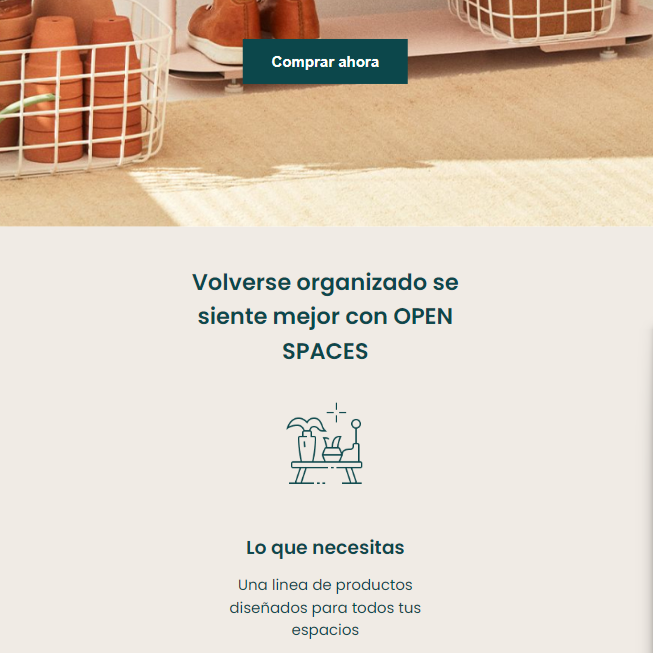 Comprar ahora
Volverse organizado se
siente mejor con OPEN
SPACES
Lo que necesitas
Una linea de productos
diseñados para todos tus
espacios